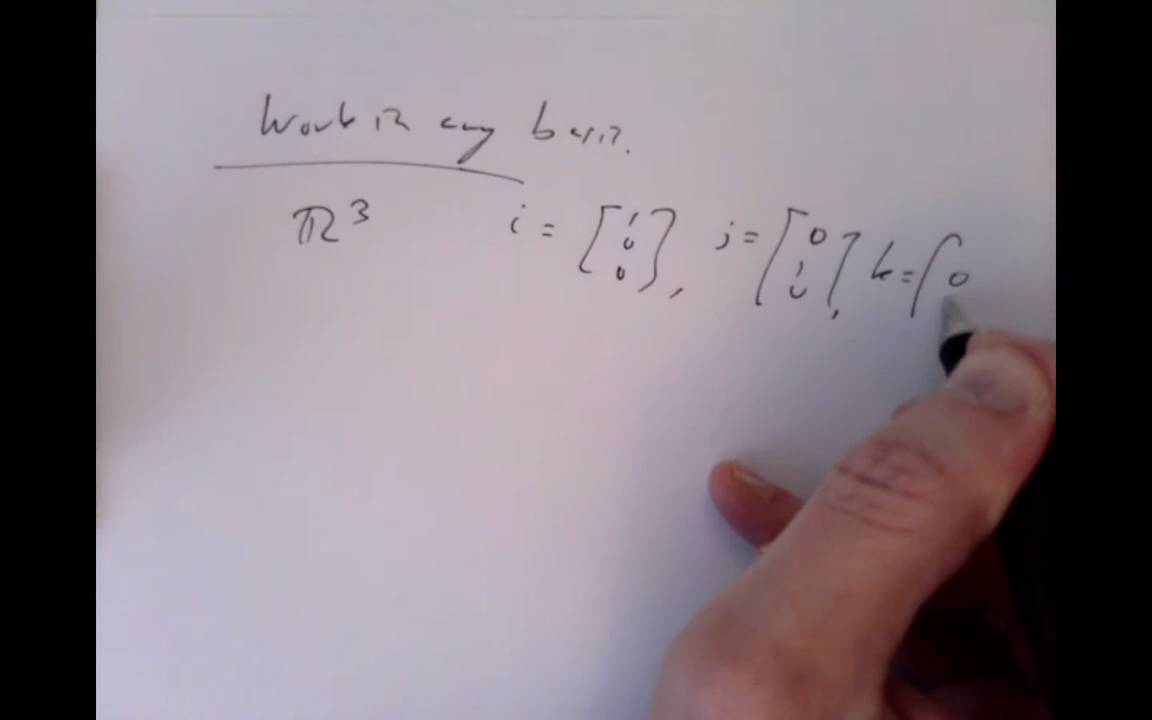 Work in any basis.
ℝ³ i = [1 0 0], j = [0 1 0], k = [0